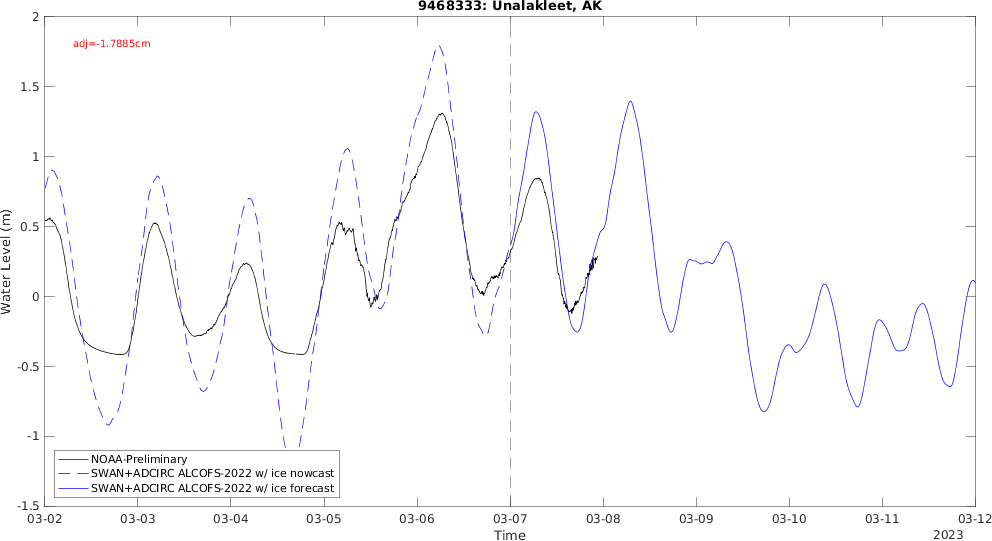 9468333: Unalakleet, AK
adj=-1.7885cm
Water Level (m)
2
1.5
1
0.5
0
-0.5
-1
-1.5
NOAA-Preliminary
SWAN+ADCIRC ALCOFS-2022 w/ ice nowcast
SWAN+ADCIRC ALCOFS-2022 w/ ice forecast
03-02 03-03 03-04 03-05 03-06 03-07 03-08 03-09 03-10 03-11 03-12
Time
2023